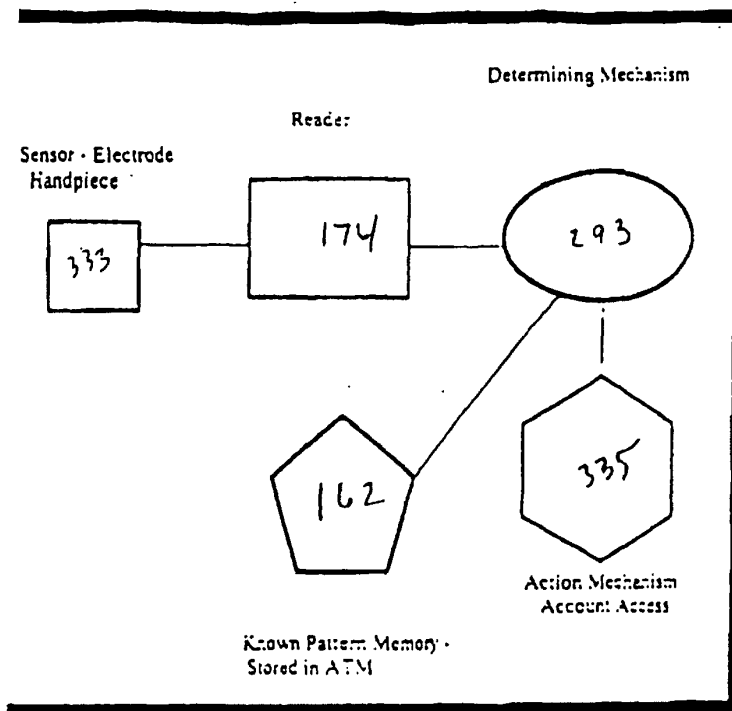 Determining Mechanism
Reader
Sensor - Electrode
Handpiece
333
174
293
162
335
Action Mechanism
Account Access
Known Pattern Memory -
Stored in ATM